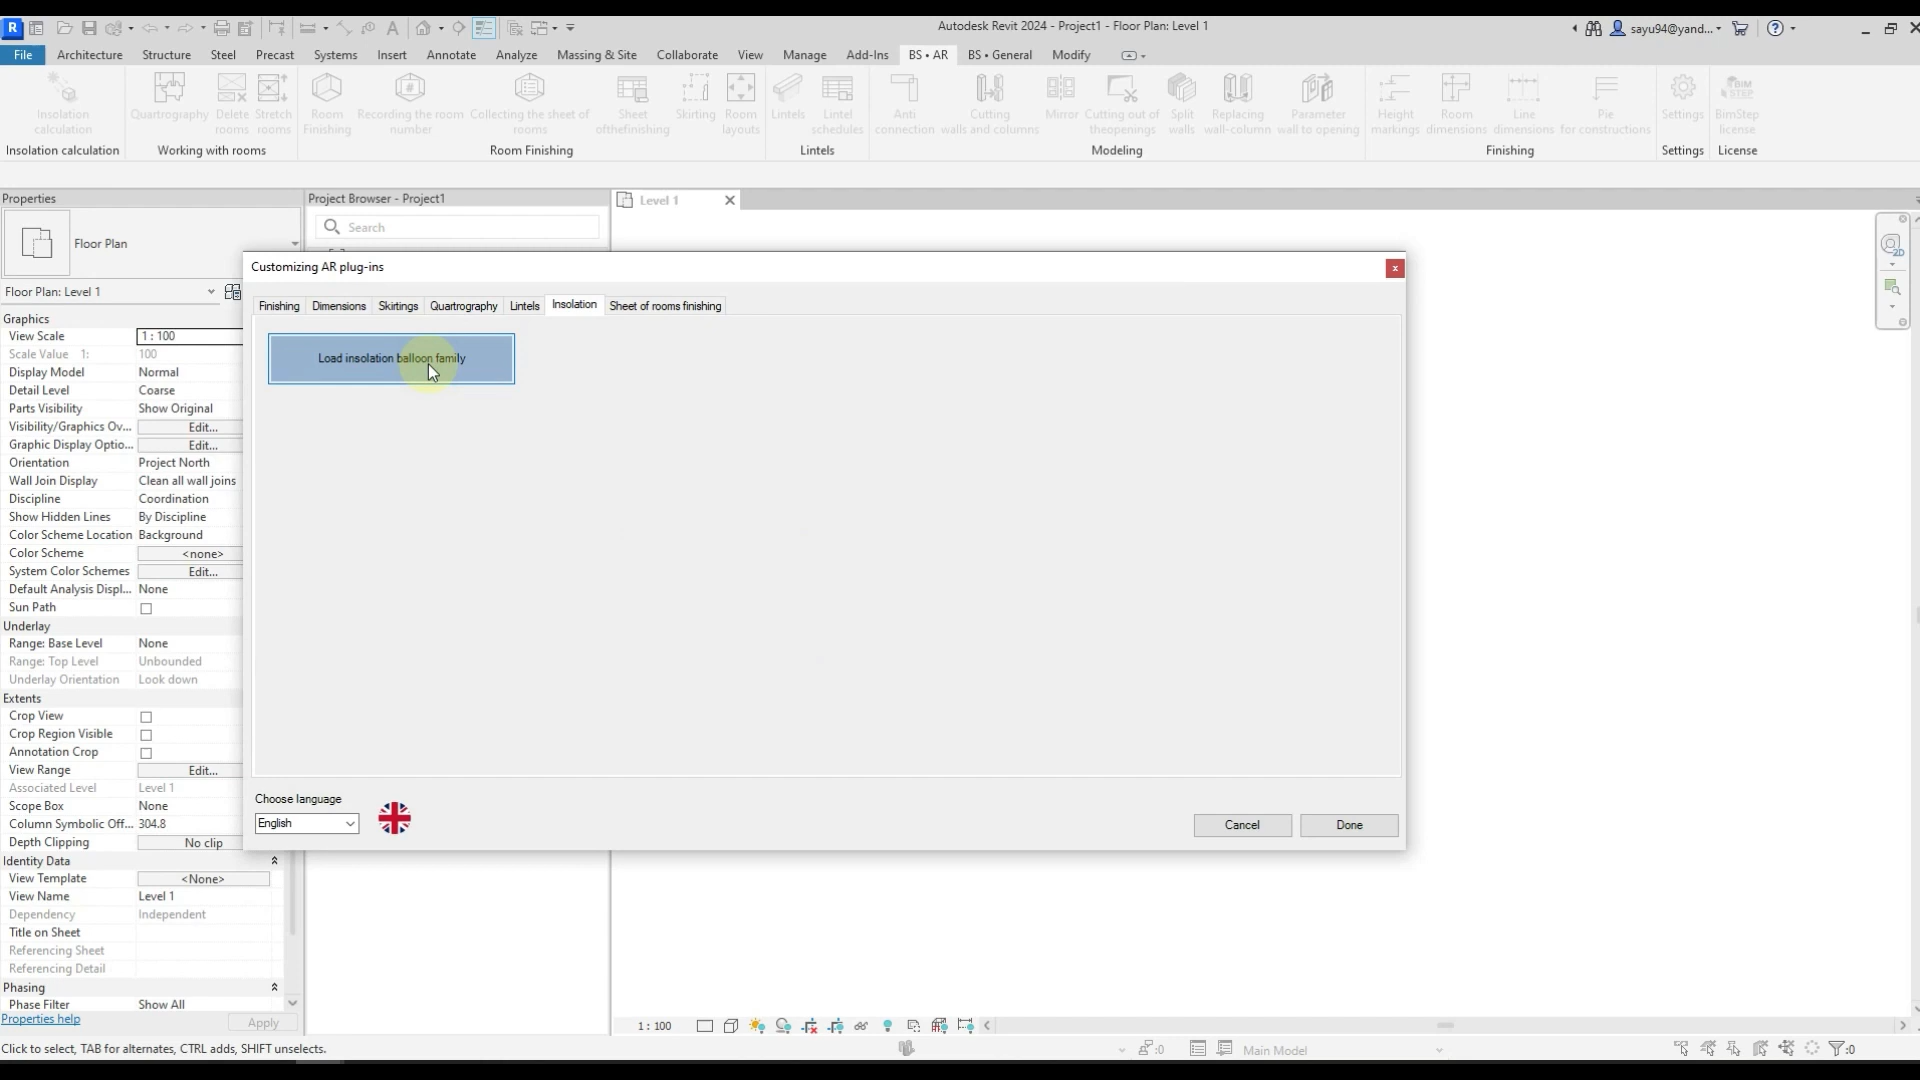 Autodesk Revit 2024 - Project1 - Floor Plan: Level 1
sayu94@yand...
File Architecture Structure Steel Precast Systems Insert Annotate Analyze Massing & Site Collaborate View Manage Add-Ins BS • AR BS • General Modify
Insolation calculation
Quartrography
Delete rooms
Stretch rooms
Room Finishing
Recording the room number
Collecting the sheet of rooms
Sheet ofthefinishing
Skirting
Room layouts
Lintels
Lintel schedules
Anti connection
Cutting walls and columns
Mirror
Cutting out of theopenings
Split walls
Replacing wall-column
Parameter wall to opening
Height markings
Room dimensions
Line dimensions
Pie for constructions
Settings
BIM STEP
BimStep license
Insolation calculation Working with rooms Room Finishing Lintels Modeling Finishing Settings License
Properties
Project Browser - Project1
Level 1
Search
Floor Plan
Floor Plan: Level 1
Customizing AR plug-ins
Finishing Dimensions Skirtings Quartrography Lintels Insolation Sheet of rooms finishing
Load insolation balloon family
Choose language
English
Cancel Done
Graphics
View Scale 1 : 100
Scale Value 1: 100
Display Model Normal
Detail Level Coarse
Parts Visibility Show Original
Visibility/Graphics Ov... Edit...
Graphic Display Optio... Edit...
Orientation Project North
Wall Join Display Clean all wall joins
Discipline Coordination
Show Hidden Lines By Discipline
Color Scheme Location Background
Color Scheme <none>
System Color Schemes Edit...
Default Analysis Displ... None
Sun Path
Underlay
Range: Base Level None
Range: Top Level Unbounded
Underlay Orientation Look down
Extents
Crop View
Crop Region Visible
Annotation Crop
View Range Edit...
Associated Level Level 1
Scope Box None
Column Symbolic Off... 304.8
Depth Clipping No clip
Identity Data
View Template <None>
View Name Level 1
Dependency Independent
Title on Sheet
Referencing Sheet
Referencing Detail
Phasing
Phase Filter Show All
Properties help Apply
1 : 100
Click to select, TAB for alternates, CTRL adds, SHIFT unselects.
:0
Main Model
:0